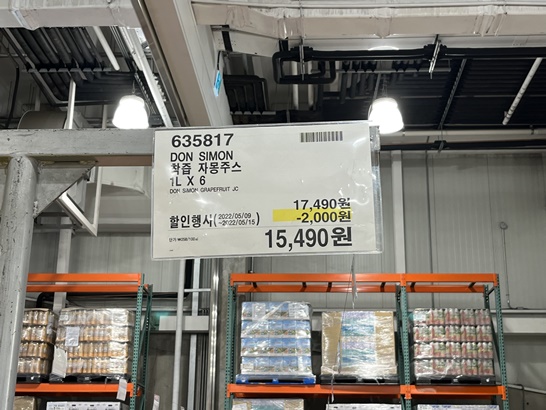 635817
DON SIMON
착즙 자몽주스
1L X 6
DON SIMON GRAPEFRUIT JC
17,490원
할인행사(2022/05/09 ~2022/05/15) -2,000원
15,490원